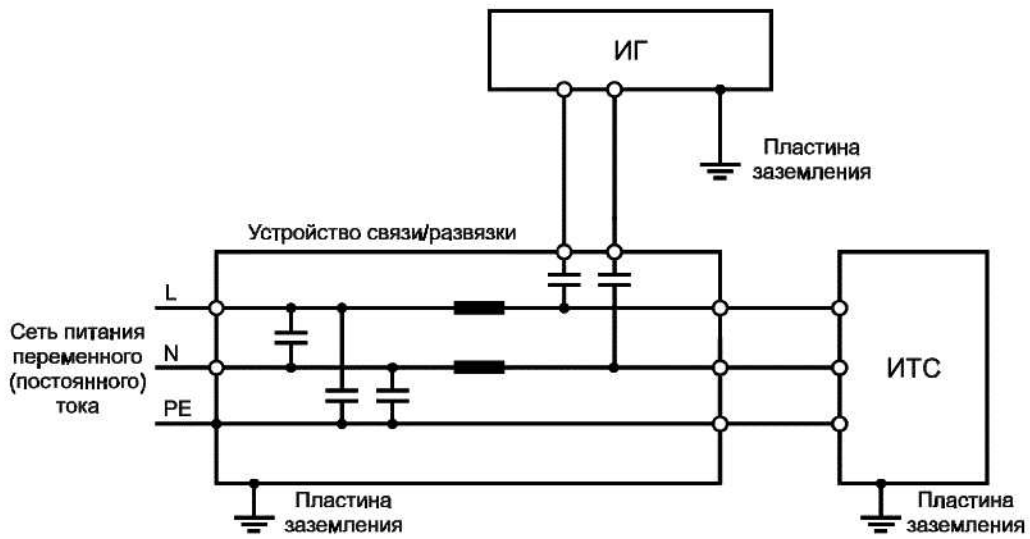 ИГ
Пластина
заземления
Устройство связи/развязки
L
Сеть питания
переменного
(постоянного)
тока
N
PE
ИТС
Пластина
заземления
Пластина
заземления